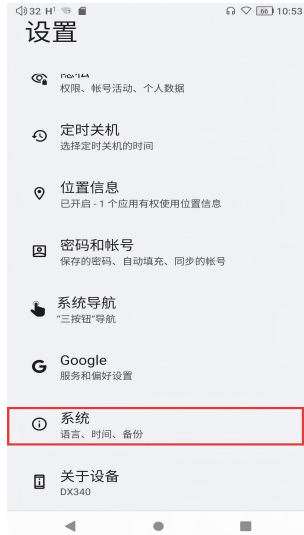 32 H 60 10:53
设置
权限、帐号活动、个人数据
定时关机
选择定时关机的时间
位置信息
已开启 - 1 个应用有权使用位置信息
密码和帐号
保存的密码、自动填充、同步的帐号
系统导航
“三按钮”导航
Google
服务和偏好设置
系统
语言、时间、备份
关于设备
DX340